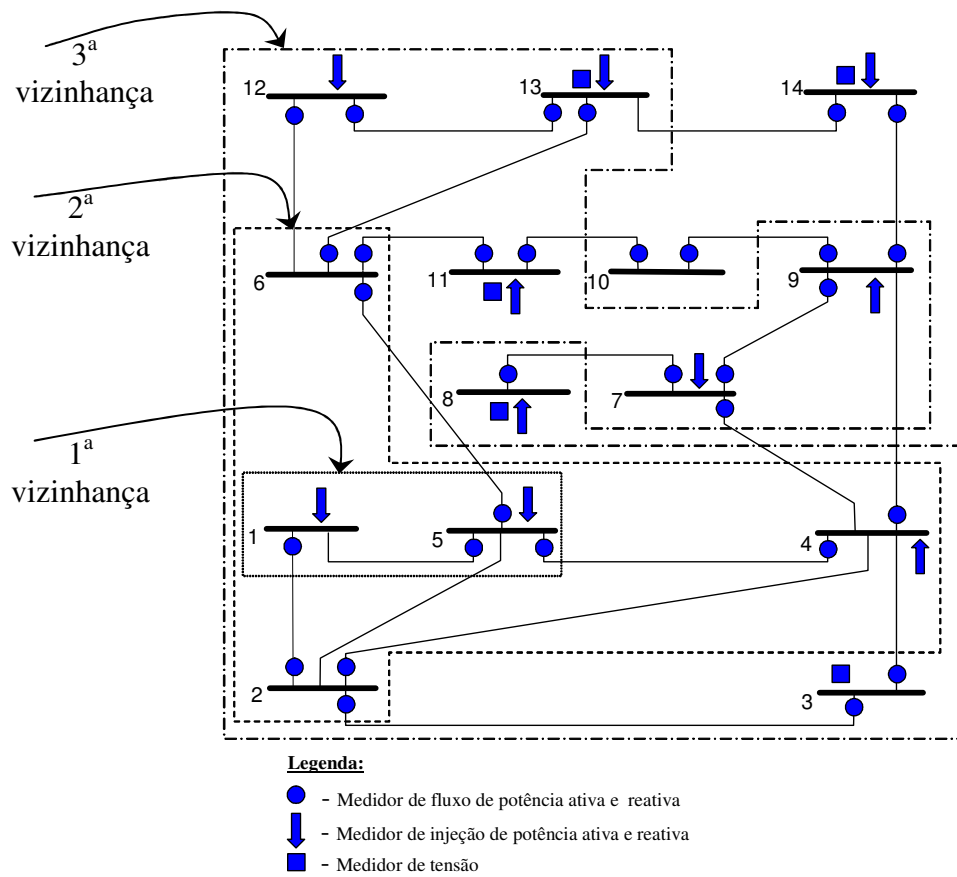 3ª
vizinhança
12
13
14
2ª
vizinhança
6
11
10
9
8
7
1ª
vizinhança
1
5
4
2
3
Legenda:
- Medidor de fluxo de potência ativa e reativa
- Medidor de injeção de potência ativa e reativa
- Medidor de tensão